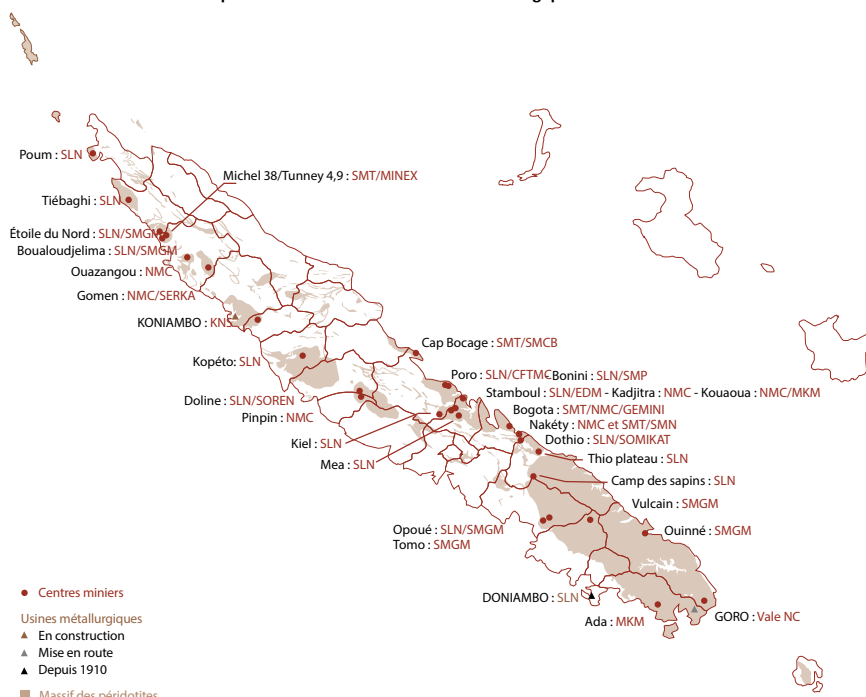 Poum : SLN
Michel 38/Tunney 4,9 : SMT/MINEX
Tiébaghi : SLN
Étoile du Nord : SLN/SMGM
Boualoudjelima : SLN/SMGM
Ouazangou : NMC
Gomen : NMC/SERKA
KONIAMBO : KNS
Cap Bocage : SMT/SMCB
Kopéto: SLN
Poro : SLN/CFTMC Bonini : SLN/SMP
Doline : SLN/SOREN
Stamboul : SLN/EDM - Kadjitra : NMC - Kouaoua : NMC/MKM
Pinpin : NMC
Bogota : SMT/NMC/GEMINI
Nakéty : NMC et SMT/SMN
Kiel : SLN
Dothio : SLN/SOMIKAT
Mea : SLN
Thio plateau : SLN
Camp des sapins : SLN
Vulcain : SMGM
Opoué : SLN/SMGM
Ouinné : SMGM
Tomo : SMGM
DONIAMBO : SLN
Ada : MKM
GORO : Vale NC
Centres miniers
Usines métallurgiques
En construction
Mise en route
Depuis 1910
Massif des péridotites